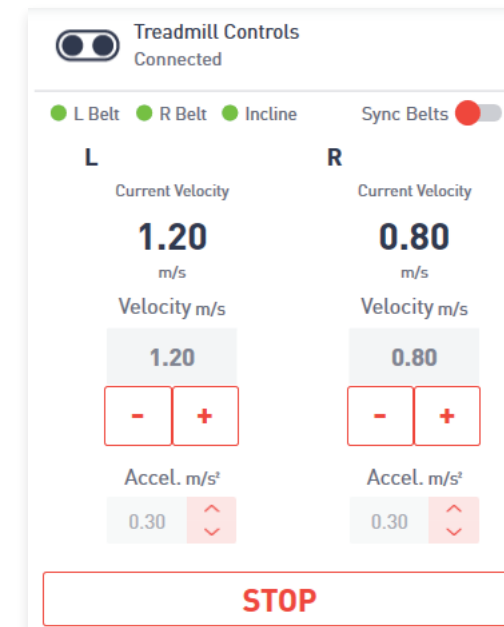 Treadmill Controls
Connected
L Belt R Belt Incline Sync Belts
L R
Current Velocity Current Velocity
1.20 0.80
m/s m/s
Velocity m/s Velocity m/s
1.20 0.80
- + - +
Accel. m/s² Accel. m/s²
0.30 0.30
STOP